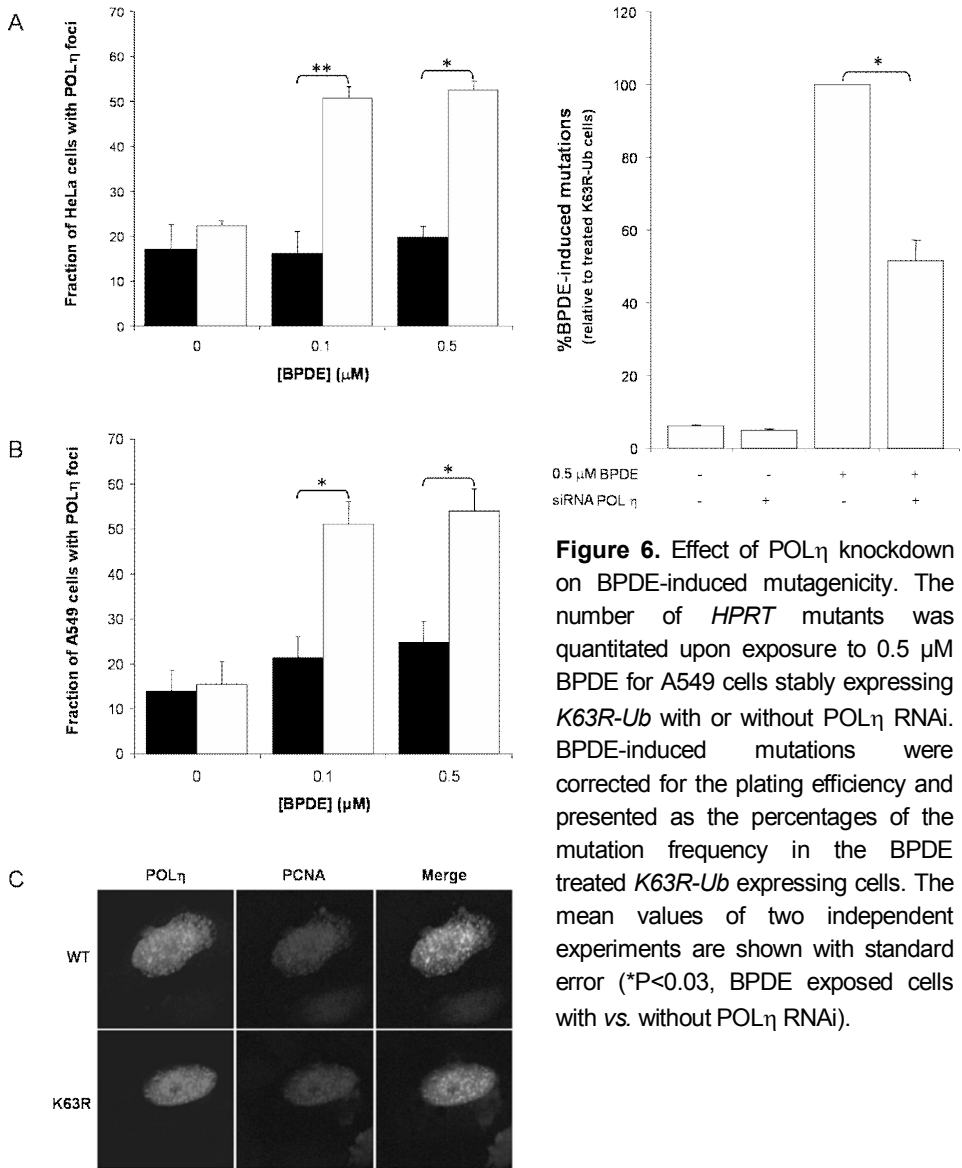 A
Fraction of HeLa cells with POLη foci
70
60
50
40
30
20
10
0
**
*
0
0.1
0.5
[BPDE] (µM)
B
Fraction of A549 cells with POLη foci
70
60
50
40
30
20
10
0
*
*
0
0.1
0.5
[BPDE] (µM)
C
POLη
PCNA
Merge
WT
K63R
%BPDE-induced mutations
(relative to treated K63R-Ub cells)
120
100
80
60
40
20
0
*
0.5 µM BPDE - - + +
siRNA POL η - + - +
Figure 6. Effect of POLη knockdown
on BPDE-induced mutagenicity. The
number of HPRT mutants was
quantitated upon exposure to 0.5 µM
BPDE for A549 cells stably expressing
K63R-Ub with or without POLη RNAi.
BPDE-induced mutations were
corrected for the plating efficiency and
presented as the percentages of the
mutation frequency in the BPDE
treated K63R-Ub expressing cells. The
mean values of two independent
experiments are shown with standard
error (*P<0.03, BPDE exposed cells
with vs. without POLη RNAi).